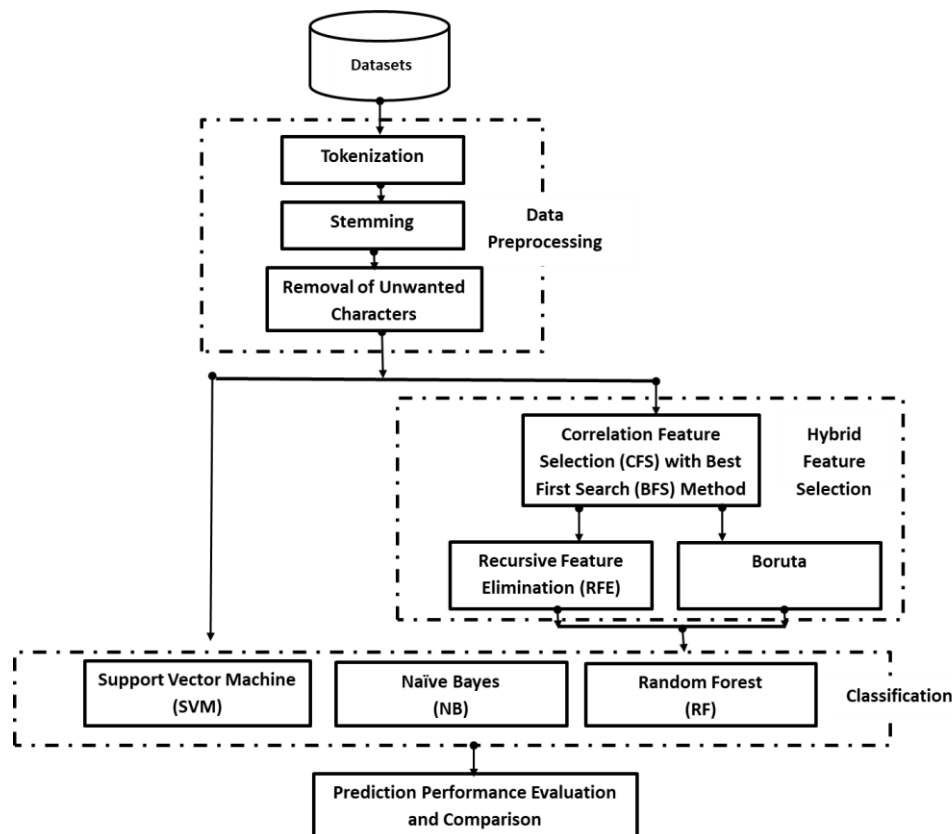 Datasets
Tokenization
Stemming
Data
Preprocessing
Removal of Unwanted
Characters
Correlation Feature
Selection (CFS) with Best
First Search (BFS) Method
Hybrid
Feature
Selection
Recursive Feature
Elimination (RFE)
Boruta
Support Vector Machine
(SVM)
Naïve Bayes
(NB)
Random Forest
(RF)
Classification
Prediction Performance Evaluation
and Comparison